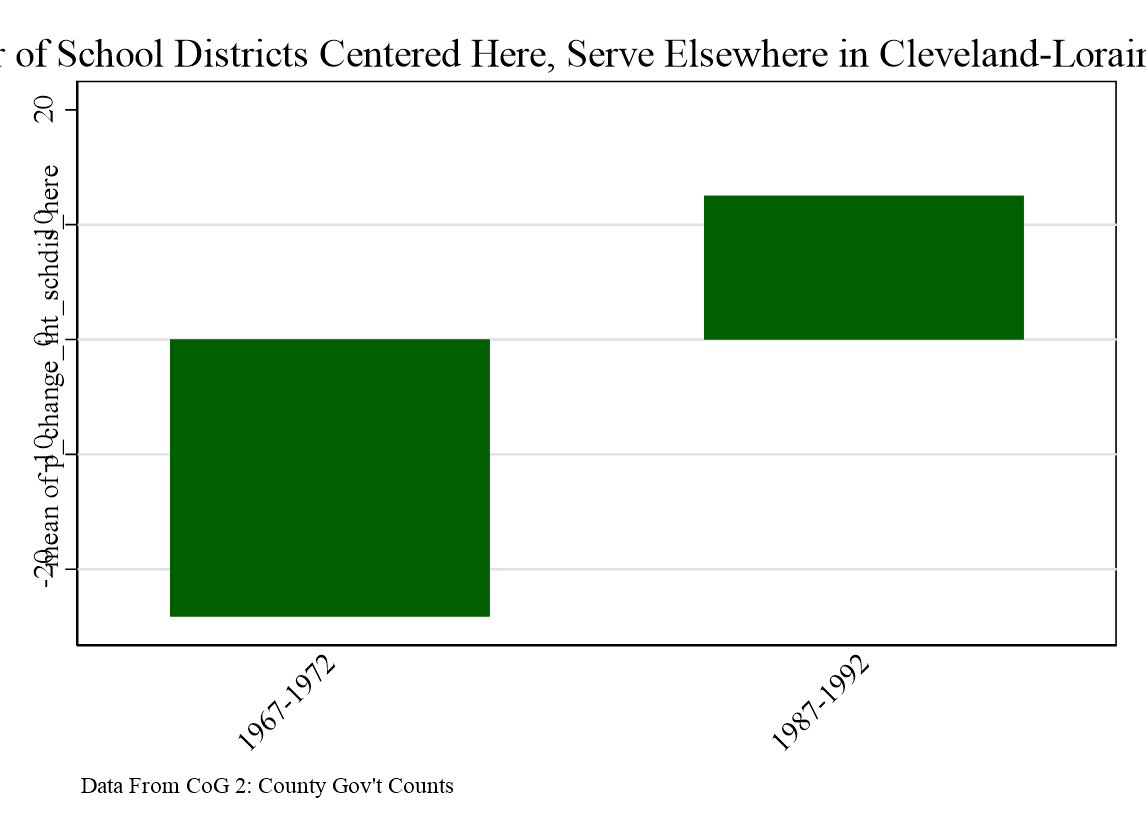 r of School Districts Centered Here, Serve Elsewhere in Cleveland-Lorain
20
10
0
-10
-20
mean of p_change_mt_schdis_here
1967-1972
1987-1992
Data From CoG 2: County Gov't Counts